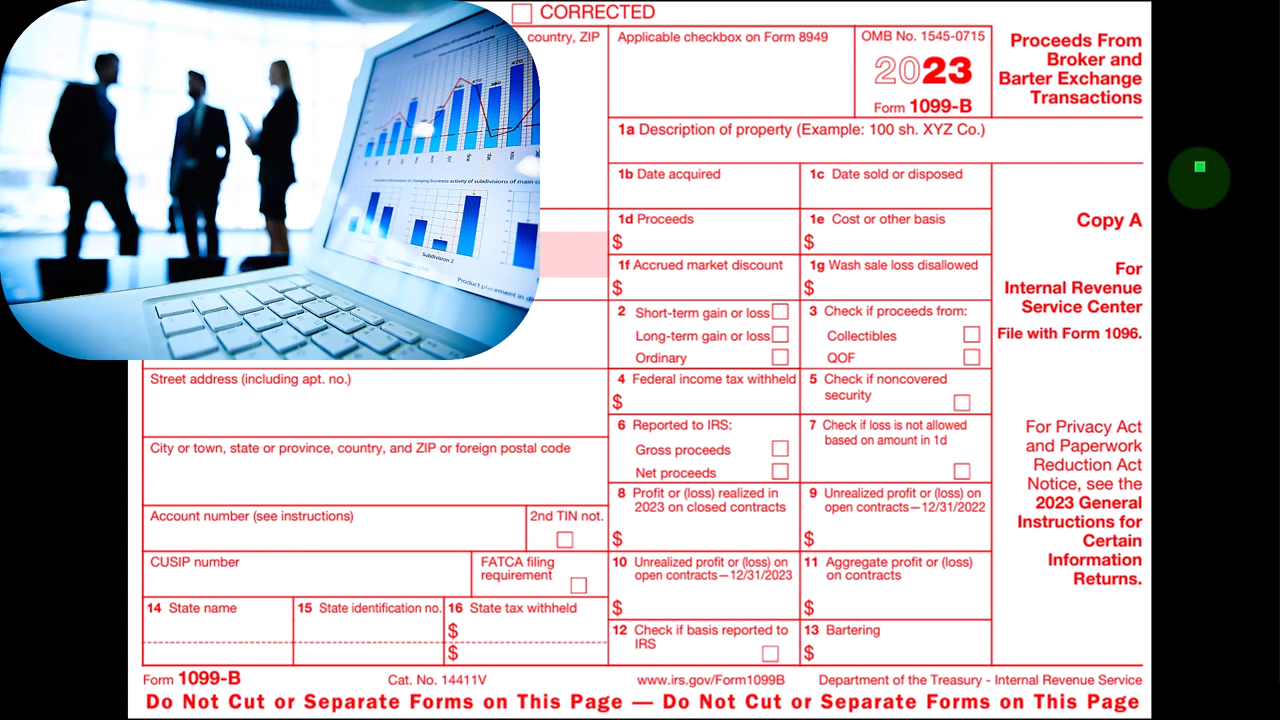 CORRECTED
country, ZIP
Applicable checkbox on Form 8949
OMB No. 1545-0715
2023
Form 1099-B
Proceeds From
Broker and
Barter Exchange
Transactions
1a Description of property (Example: 100 sh. XYZ Co.)
1b Date acquired
1c Date sold or disposed
1d Proceeds
$
1e Cost or other basis
$
Copy A
1f Accrued market discount
$
1g Wash sale loss disallowed
$
For
Internal Revenue
Service Center
File with Form 1096.
2 Short-term gain or loss
Long-term gain or loss
Ordinary
3 Check if proceeds from:
Collectibles
QOF
Subdivision 2
Street address (including apt. no.)
4 Federal income tax withheld
$
5 Check if noncovered
security
City or town, state or province, country, and ZIP or foreign postal code
6 Reported to IRS:
Gross proceeds
Net proceeds
7 Check if loss is not allowed
based on amount in 1d
For Privacy Act
and Paperwork
Reduction Act
Notice, see the
2023 General
Instructions for
Certain
Information
Returns.
8 Profit or (loss) realized in
2023 on closed contracts
$
9 Unrealized profit or (loss) on
open contracts—12/31/2022
$
Account number (see instructions)
2nd TIN not.
CUSIP number
FATCA filing
requirement
10 Unrealized profit or (loss) on
open contracts—12/31/2023
$
11 Aggregate profit or (loss)
on contracts
$
14 State name
15 State identification no.
16 State tax withheld
$
$
12 Check if basis reported to
IRS
13 Bartering
$
Form 1099-B
Cat. No. 14411V
www.irs.gov/Form1099B
Department of the Treasury - Internal Revenue Service
Do Not Cut or Separate Forms on This Page — Do Not Cut or Separate Forms on This Page